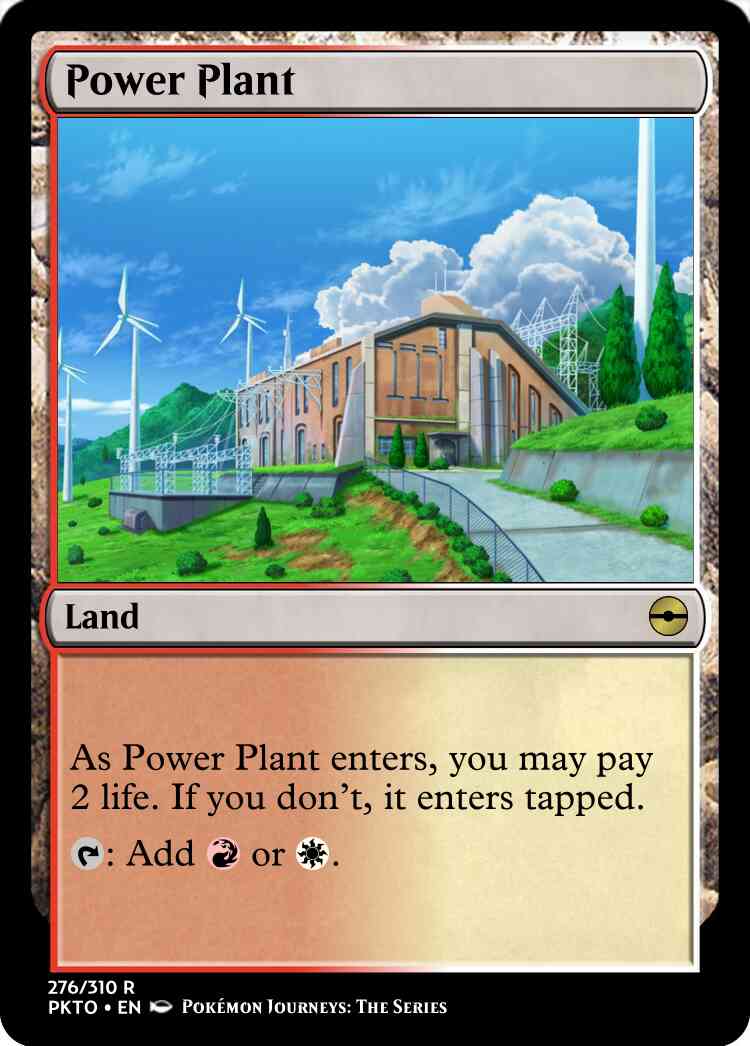 Power Plant
Land
As Power Plant enters, you may pay
2 life. If you don't, it enters tapped.
: Add or .
276/310 R
PKTO • EN Pokémon Journeys: The Series